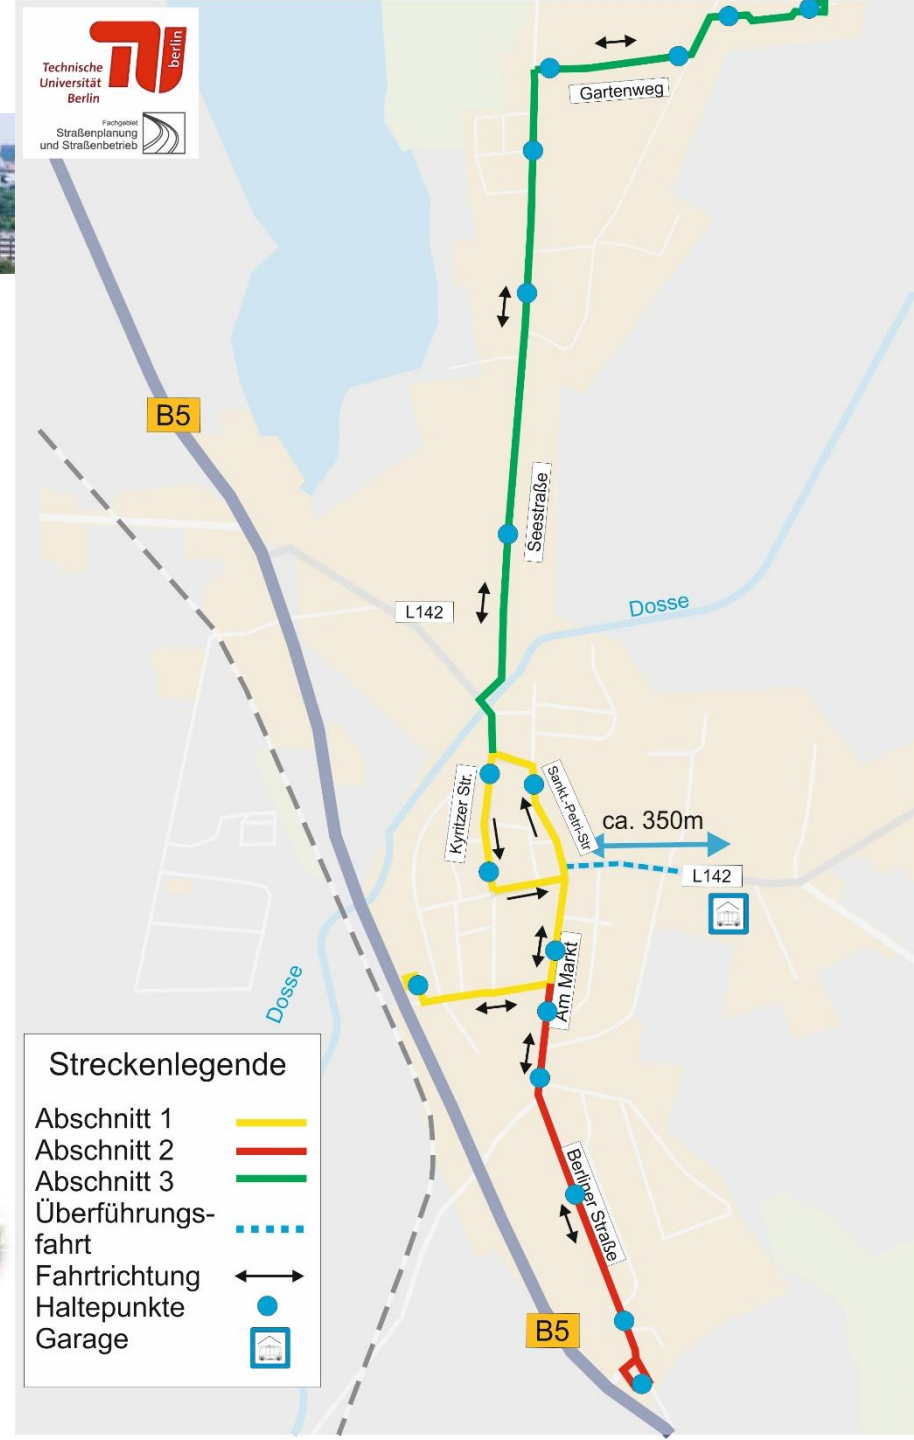 Technische
Universität
Berlin
berlin
Fachgebiet
Straßenplanung
und Straßenbetrieb
Gartenweg
B5
Seestraße
L142
Dosse
Kyritzer Str.
Sankt.-Petri-Str
ca. 350m
L142
Am Markt
Dosse
Berliner Straße
B5
Streckenlegende
Abschnitt 1
Abschnitt 2
Abschnitt 3
Überführungs-
fahrt
Fahrtrichtung
Haltepunkte
Garage